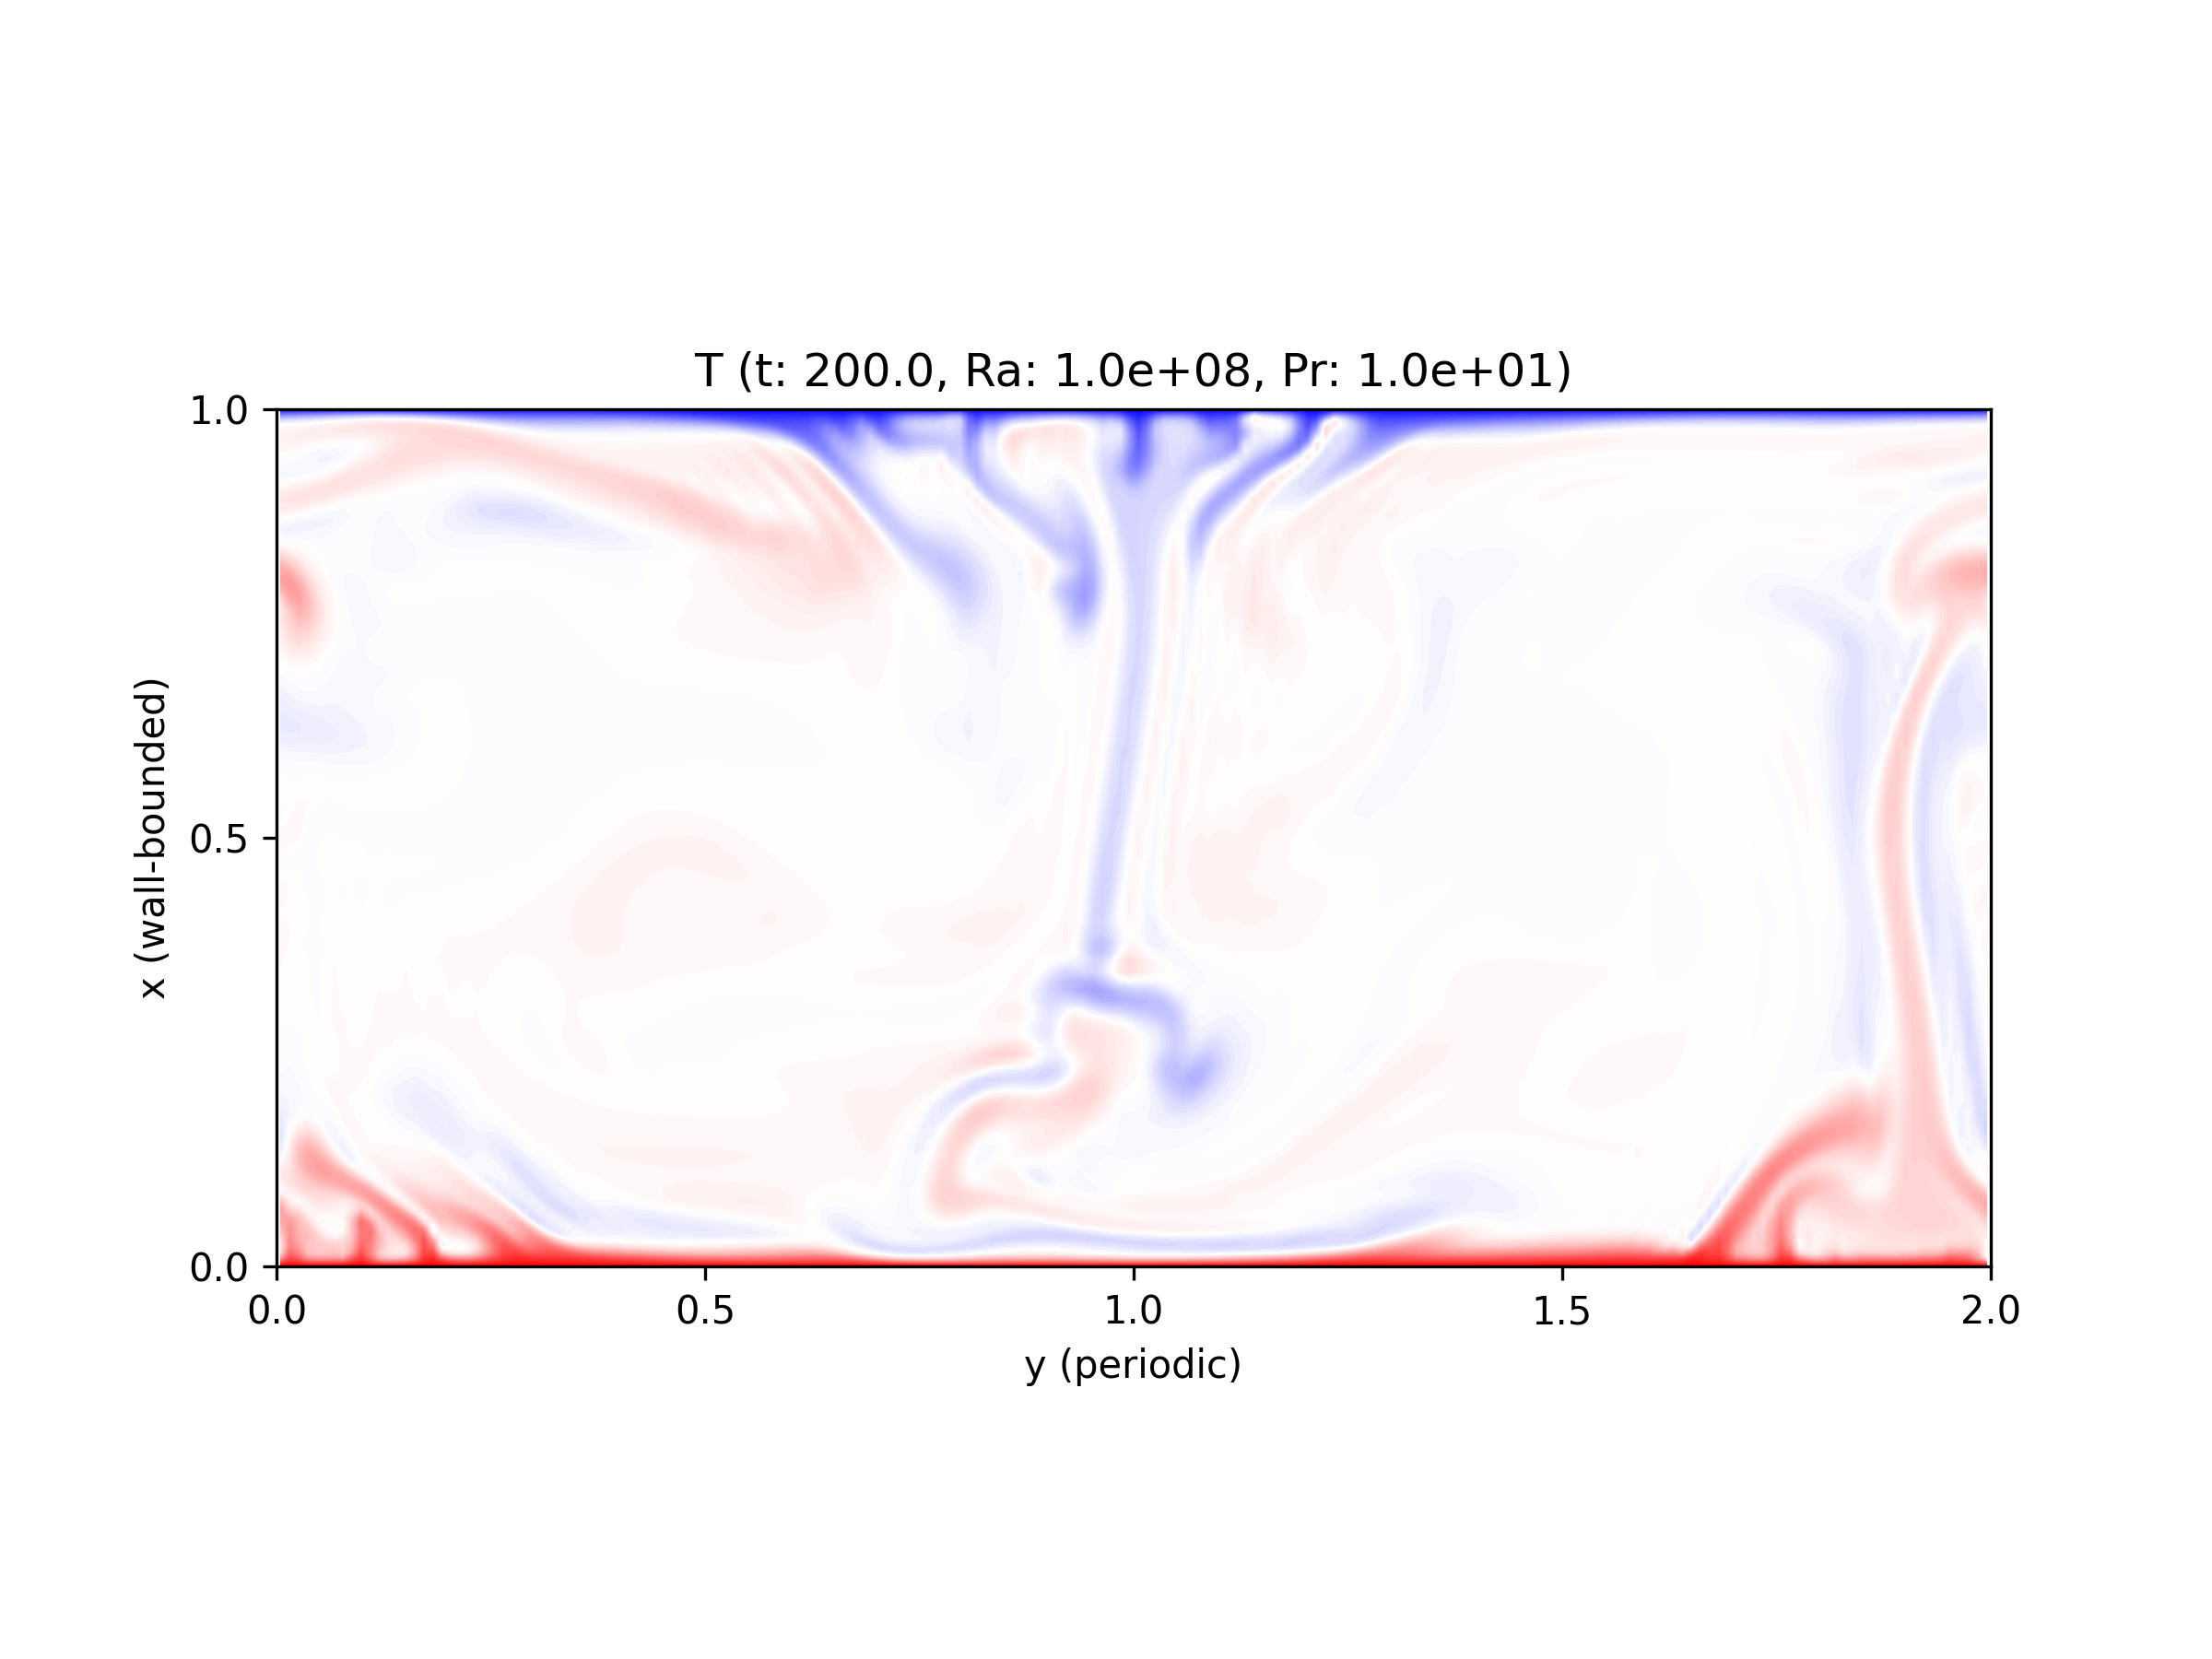 T (t: 200.0, Ra: 1.0e+08, Pr: 1.0e+01)
1.0
x (wall-bounded)
0.5
0.0
0.0 0.5 1.0 1.5 2.0
y (periodic)